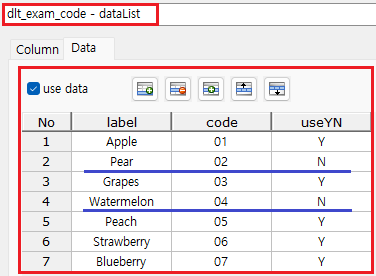 dlt_exam_code - dataList
Column Data
use data
No label code useYN
1 Apple 01 Y
2 Pear 02 N
3 Grapes 03 Y
4 Watermelon 04 N
5 Peach 05 Y
6 Strawberry 06 Y
7 Blueberry 07 Y